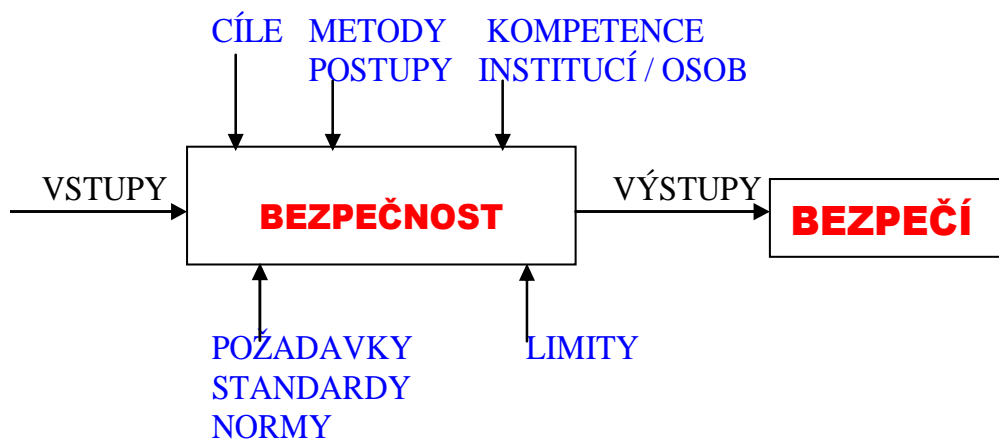 CÍLE METODY KOMPETENCE
POSTUPY INSTITUCÍ / OSOB
VSTUPY
BEZPEČNOST
VÝSTUPY
BEZPEČÍ
POŽADAVKY LIMITY
STANDARDY
NORMY